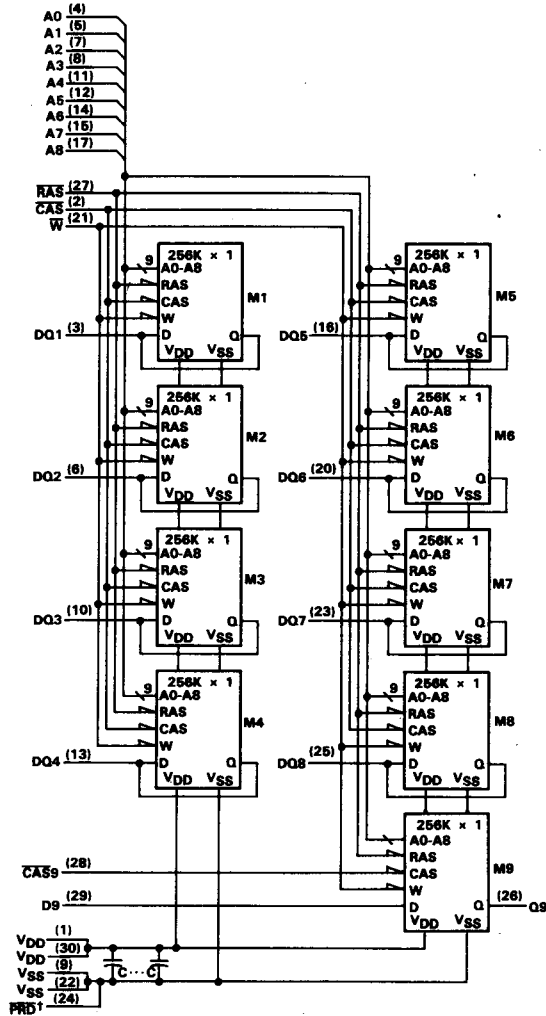 A0 (4)
A1 (5)
A2 (7)
A3 (8)
A4 (11)
A5 (12)
A6 (14)
A7 (15)
A8 (17)
R̅A̅S̅ (27)
C̅A̅S̅ (2)
W̅ (21)
256K × 1
9 A0-A8
RAS
CAS
W
DQ1 (3) D Q
VDD VSS
M1
256K × 1
9 A0-A8
RAS
CAS
W
DQ2 (6) D Q
VDD VSS
M2
256K × 1
9 A0-A8
RAS
CAS
W
DQ3 (10) D Q
VDD VSS
M3
256K × 1
9 A0-A8
RAS
CAS
W
DQ4 (13) D Q
VDD VSS
M4
256K × 1
9 A0-A8
RAS
CAS
W
DQ5 (16) D Q
VDD VSS
M5
256K × 1
9 A0-A8
RAS
CAS
W
DQ6 (20) D Q
VDD VSS
M6
256K × 1
9 A0-A8
RAS
CAS
W
DQ7 (23) D Q
VDD VSS
M7
256K × 1
9 A0-A8
RAS
CAS
W
DQ8 (25) D Q
VDD VSS
M8
256K × 1
A0-A8
RAS
C̅A̅S̅9 (28) CAS
W
D9 (29) D Q (26) Q9
VDD VSS
M9
VDD (1)
VDD (30)
VSS (9)
VSS (22)
P̅R̅D̅† (24)
C···C